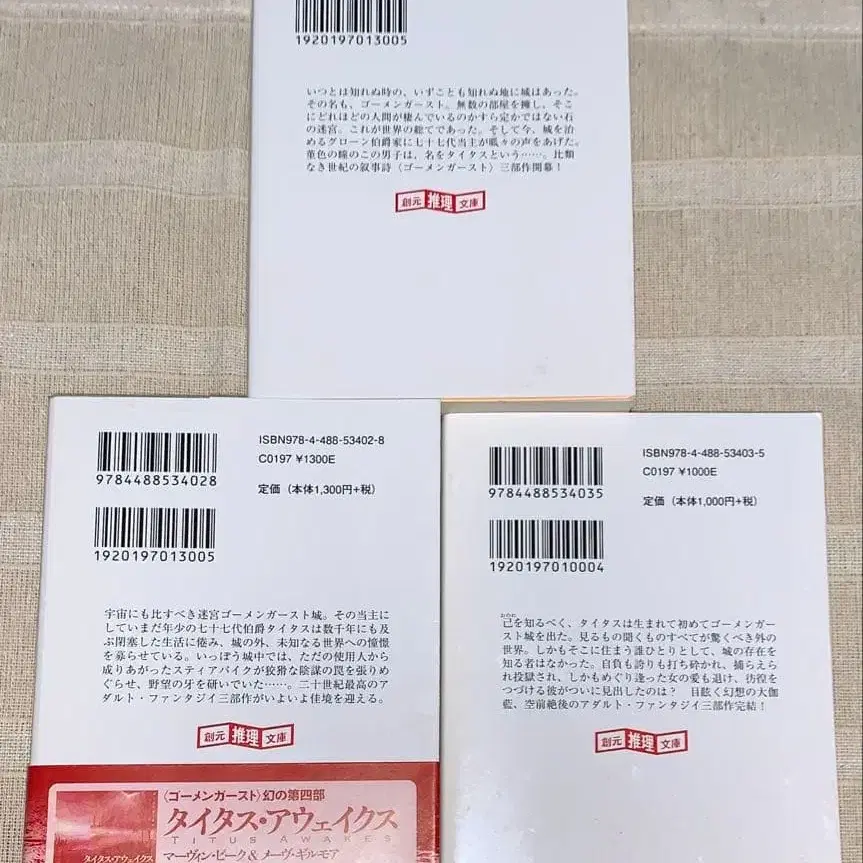 1920197013005
いつとは知れぬ時の、いずことも知れぬ地に城はあった。
その名も、ゴーメンガースト。無数の部屋を擁し、そこ
にどれほどの人間が棲んでいるのかすら定かではない石
の迷宮。これが世界の総てであった。そして今、城を治
めるグローン伯爵家に七十七代当主が呱々の声をあげた。
菫色の瞳のこの男子は、名をタイタスという……。比類
なき世紀の叙事詩〈ゴーメンガースト〉三部作開幕!
創元 推理 文庫
ISBN978-4-488-53402-8
C0197 ¥1300E
定価(本体1,300円+税)
9784488534028
1920197013005
宇宙にも比すべき迷宮ゴーメンガースト城。その当主に
していまだ年少の七十七代伯爵タイタスは数千年にも及
ぶ閉塞した生活に倦み、城の外、未知なる世界への憧憬
を募らせている。いっぽう城中では、ただの使用人から
成りあがったスティアパイクが狡猾な陰謀の罠を張りめ
ぐらせ、野望の牙を研いでいた……。二十世紀最高のア
ダルト・ファンタジイ三部作がいよいよ佳境を迎える。
創元 推理 文庫
〈ゴーメンガースト〉幻の第四部
タイタス・アウェイクス
TITUS AWAKES
マーヴィン・ピーク&メーヴ・ギルモア
タイタス・アウェイクス
ISBN978-4-488-53403-5
C0197 ¥1000E
定価(本体1,000円+税)
9784488534035
1920197010004
おのれ
己を知るべく、タイタスは生まれて初めてゴーメンガー
スト城を出た。見るもの聞くものすべてが驚くべき外の
世界。しかもそこに住まう誰ひとりとして、城の存在を
知る者はなかった。自負も誇りも打ち砕かれ、捕らえら
れ投獄され、しかもめぐり逢った女の愛も退け、彷徨を
つづける彼がついに見出したのは? 目眩く幻想の大伽
藍、空前絶後のアダルト・ファンタジイ三部作完結!
創元 推理 文庫